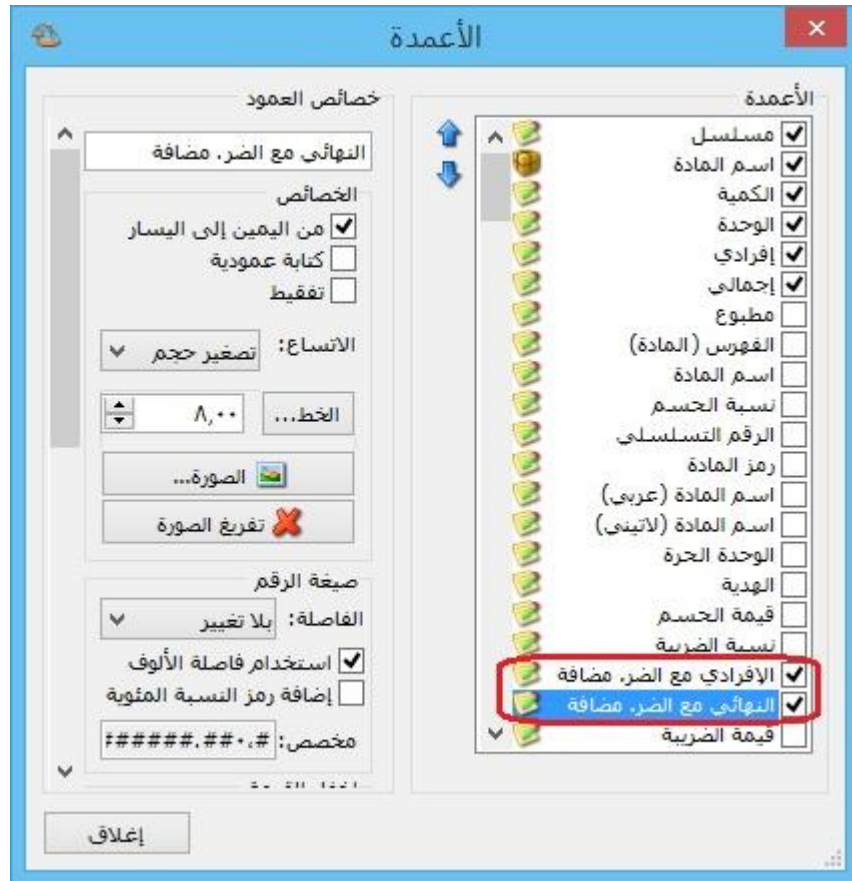 الأعمدة
الأعمدة
مسلسل
اسم المادة
الكمية
الوحدة
إفرادي
إجمالي
مطبوع
الفهرس (المادة)
اسم المادة
نسبة الحسم
الرقم التسلسلي
رمز المادة
اسم المادة (عربي)
اسم المادة (لاتيني)
الوحدة الحرة
الهدية
قيمة الحسم
نسبة الضريبة
الإفرادي مع الضر. مضافة
النهائي مع الضر. مضافة
قيمة الضريبة
خصائص العمود
النهائي مع الضر. مضافة
الخصائص
من اليمين إلى اليسار
كتابة عمودية
تفقيط
الاتساع: تصغير حجم
الخط... ٨,٠٠
الصورة...
تفريغ الصورة
صيغة الرقم
الفاصلة: بلا تغيير
استخدام فاصلة الألوف
إضافة رمز النسبة المئوية
مخصص:
إغلاق